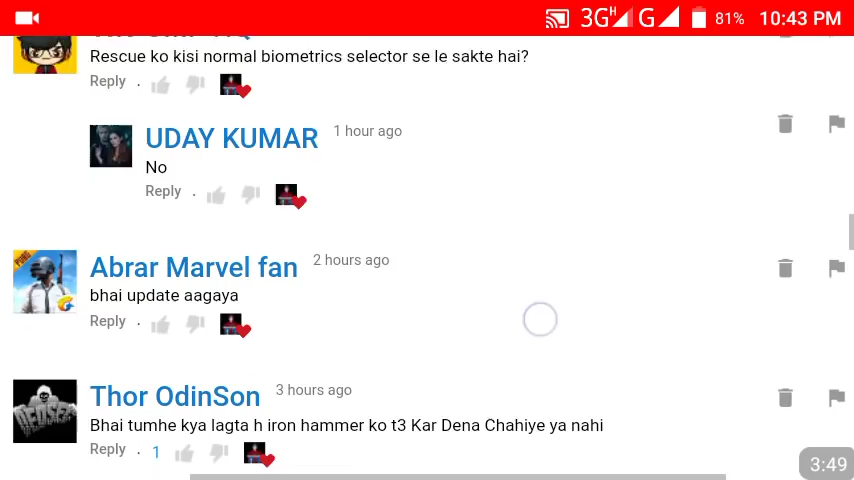 3G H G 81% 10:43 PM
Rescue ko kisi normal biometrics selector se le sakte hai?
Reply .
UDAY KUMAR 1 hour ago
No
Reply .
PUBG
Abrar Marvel fan 2 hours ago
bhai update aagaya
Reply .
Thor OdinSon 3 hours ago
DEDSEC
Bhai tumhe kya lagta h iron hammer ko t3 Kar Dena Chahiye ya nahi
Reply . 1
3:49